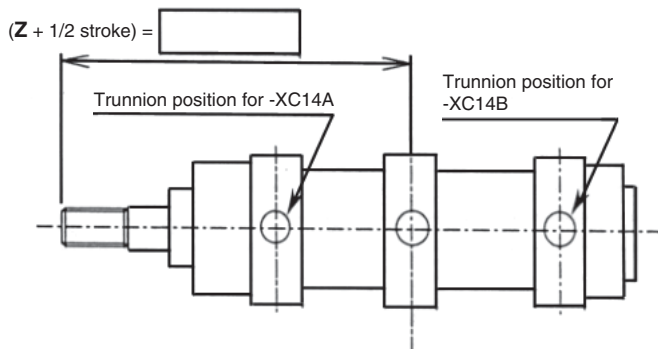 (Z + 1/2 stroke) =
Trunnion position for -XC14A
Trunnion position for
-XC14B